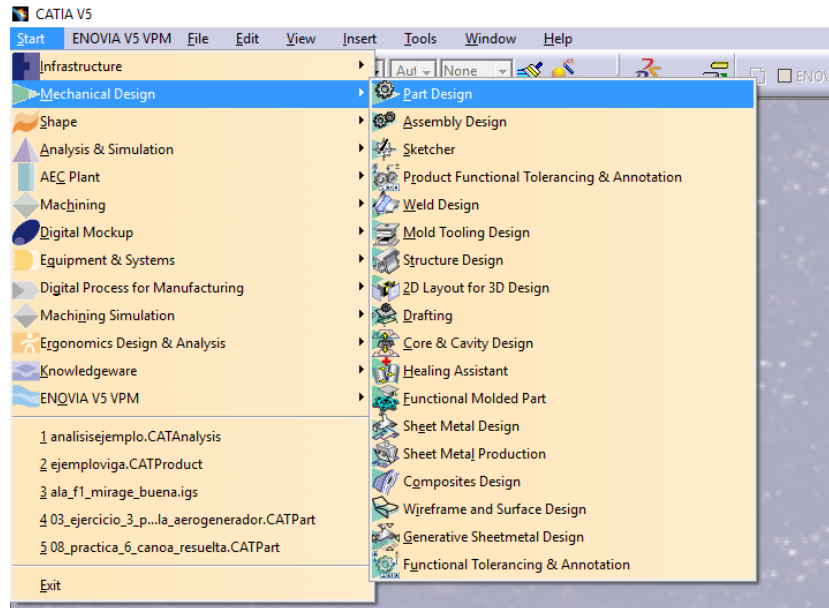 CATIA V5
Start ENOVIA V5 VPM File Edit View Insert Tools Window Help
Aut None
ENOV
Infrastructure
Mechanical Design
Shape
Analysis & Simulation
AEC Plant
Machining
Digital Mockup
Equipment & Systems
Digital Process for Manufacturing
Machining Simulation
Ergonomics Design & Analysis
Knowledgeware
ENOVIA V5 VPM
1 analisisejemplo.CATAnalysis
2 ejemploviga.CATProduct
3 ala_f1_mirage_buena.igs
4 03_ejercicio_3_p...la_aerogenerador.CATPart
5 08_practica_6_canoa_resuelta.CATPart
Exit
Part Design
Assembly Design
Sketcher
Product Functional Tolerancing & Annotation
Weld Design
Mold Tooling Design
Structure Design
2D Layout for 3D Design
Drafting
Core & Cavity Design
Healing Assistant
Functional Molded Part
Sheet Metal Design
Sheet Metal Production
Composites Design
Wireframe and Surface Design
Generative Sheetmetal Design
Functional Tolerancing & Annotation